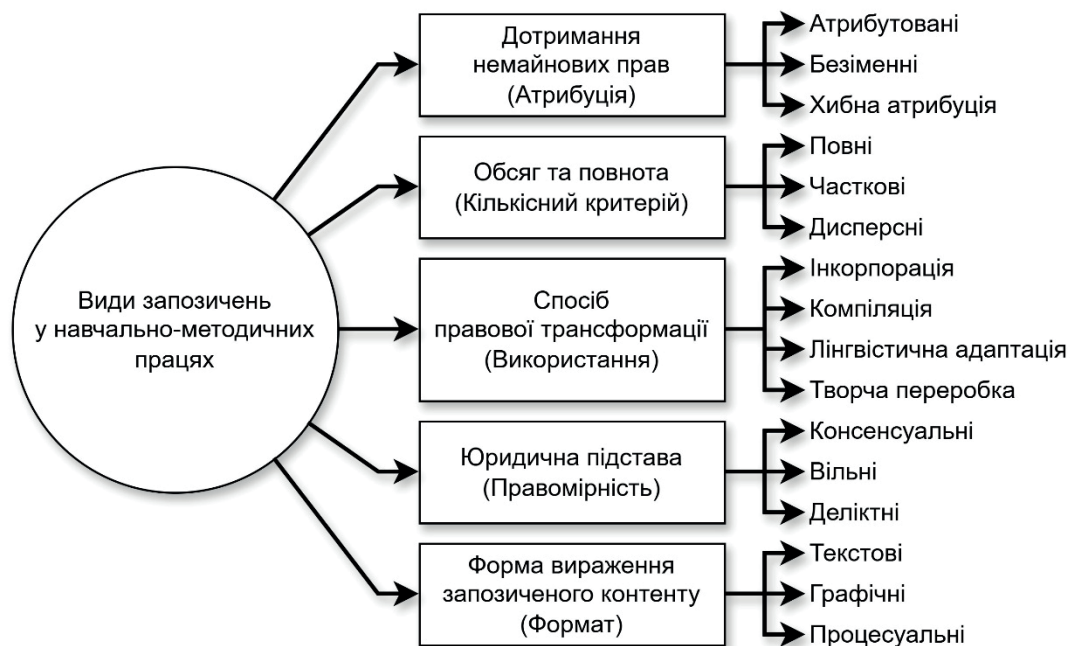 Види запозичень
у навчально-методичних
працях
Дотримання
немайнових прав
(Атрибуція)
Атрибутовані
Безіменні
Хибна атрибуція
Обсяг та повнота
(Кількісний критерій)
Повні
Часткові
Дисперсні
Спосіб
правової трансформації
(Використання)
Інкорпорація
Компіляція
Лінгвістична адаптація
Творча переробка
Юридична підстава
(Правомірність)
Консенсуальні
Вільні
Деліктні
Форма вираження
запозиченого контенту
(Формат)
Текстові
Графічні
Процесуальні